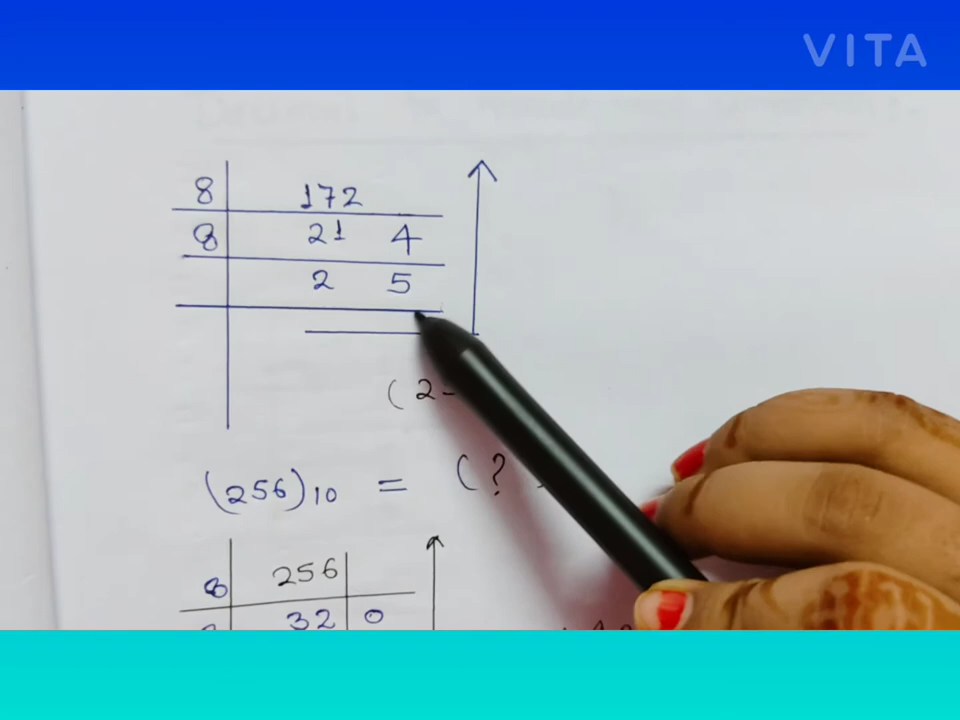 VITA
8 172
8 21 4
2 5
( 2
(256)10 = ( ?
8 256
32 0